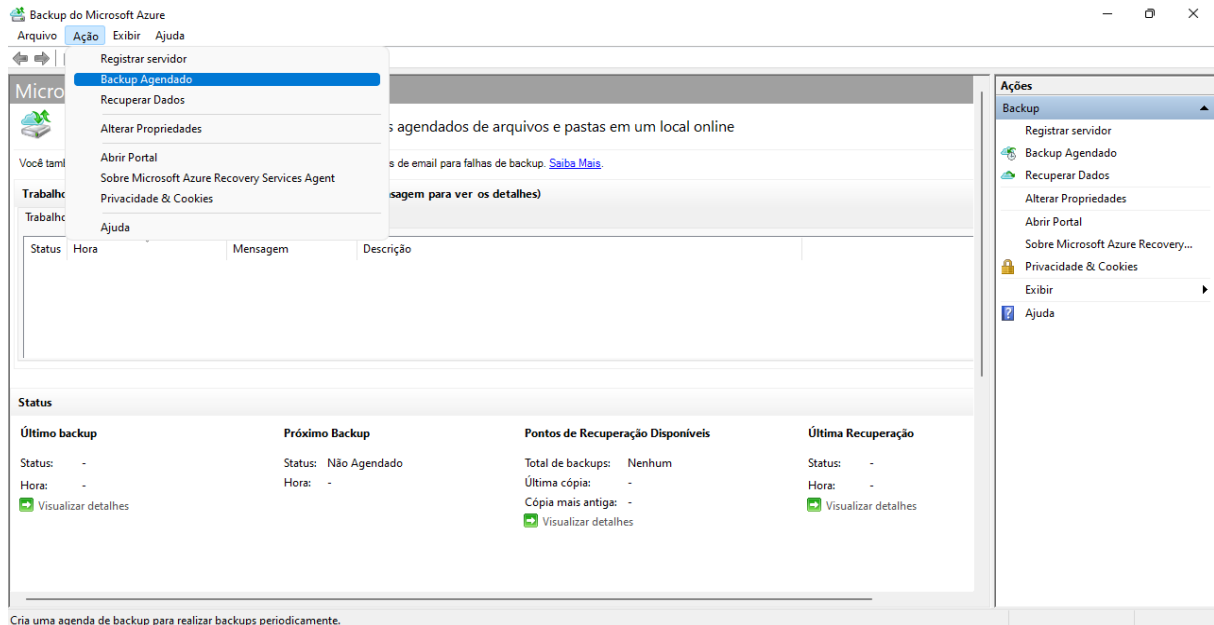 Backup do Microsoft Azure
Arquivo Ação Exibir Ajuda
Registrar servidor
Backup Agendado
Recuperar Dados
Alterar Propriedades
Abrir Portal
Sobre Microsoft Azure Recovery Services Agent
Privacidade & Cookies
Ajuda
Micro
s agendados de arquivos e pastas em um local online
Você tam
s de email para falhas de backup. Saiba Mais.
Trabalho
sagem para ver os detalhes)
Trabalho
Status Hora Mensagem Descrição
Status
Último backup
Status: -
Hora: -
Visualizar detalhes
Próximo Backup
Status: Não Agendado
Hora: -
Pontos de Recuperação Disponíveis
Total de backups: Nenhum
Última cópia: -
Cópia mais antiga: -
Visualizar detalhes
Última Recuperação
Status: -
Hora: -
Visualizar detalhes
Ações
Backup
Registrar servidor
Backup Agendado
Recuperar Dados
Alterar Propriedades
Abrir Portal
Sobre Microsoft Azure Recovery...
Privacidade & Cookies
Exibir
Ajuda
Cria uma agenda de backup para realizar backups periodicamente.